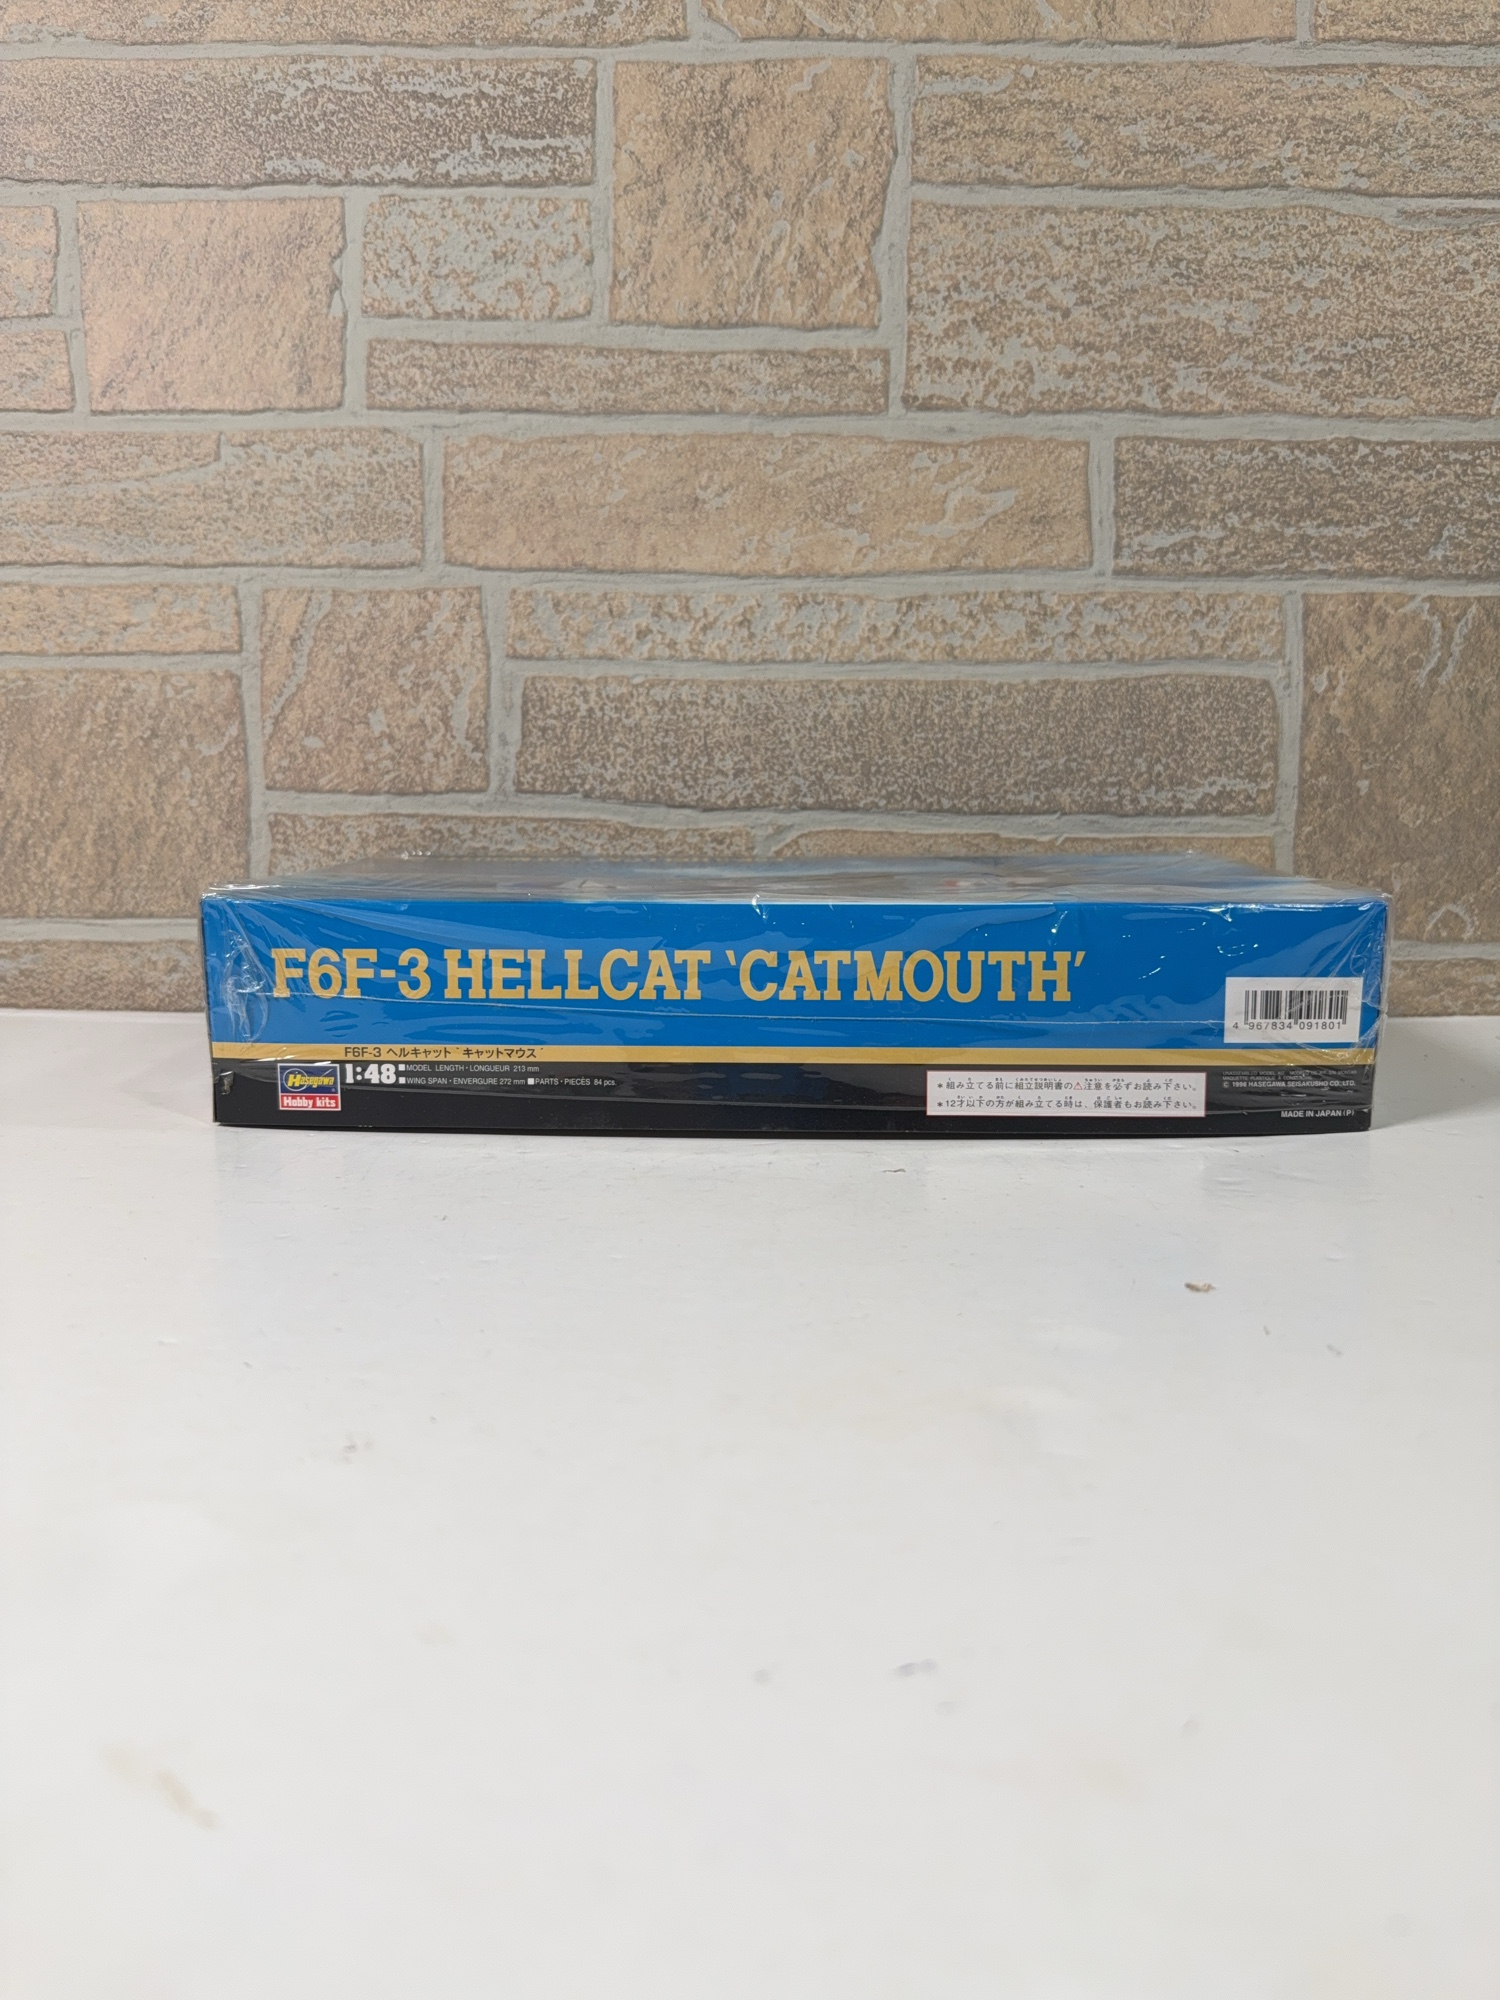 F6F-3 HELLCAT ‘CATMOUTH’
4 967834 091801
F6F-3 ヘルキャット ‘キャットマウス’
Hasegawa
Hobby kits
1:48
■MODEL LENGTH・LONGUEUR 213 mm
■WING SPAN・ENVERGURE 272 mm ■PARTS・PIECES 84 pcs.
＊組み立てる前に組立説明書の⚠注意を必ずお読み下さい。
＊12才以下の方が組み立てる時は、保護者もお読み下さい。
© 1996 HASEGAWA SEISAKUSHO CO., LTD.
MADE IN JAPAN (P)